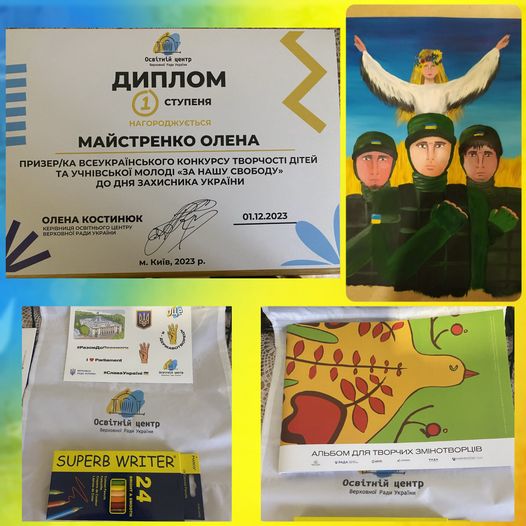 Освітній центр
Верховної Ради України
ДИПЛОМ
1 СТУПЕНЯ
НАГОРОДЖУЄТЬСЯ
МАЙСТРЕНКО ОЛЕНА
ПРИЗЕР/КА ВСЕУКРАЇНСЬКОГО КОНКУРСУ ТВОРЧОСТІ ДІТЕЙ
ТА УЧНІВСЬКОЇ МОЛОДІ «ЗА НАШУ СВОБОДУ»
ДО ДНЯ ЗАХИСНИКА УКРАЇНИ
ОЛЕНА КОСТИНЮК
КЕРІВНИЦЯ ОСВІТНЬОГО ЦЕНТРУ
ВЕРХОВНОЇ РАДИ УКРАЇНИ
01.12.2023
м. Київ, 2023 р.
#РазомДоПеремоги
I ❤ Parliament
#СлаваУкраїні
Освітній центр
Верховної Ради України
SUPERB WRITER
24
АЛЬБОМ ДЛЯ ТВОРЧИХ ЗМІНОТВОРЦІВ
РАДА
Освітній центр
Верховної Ради України